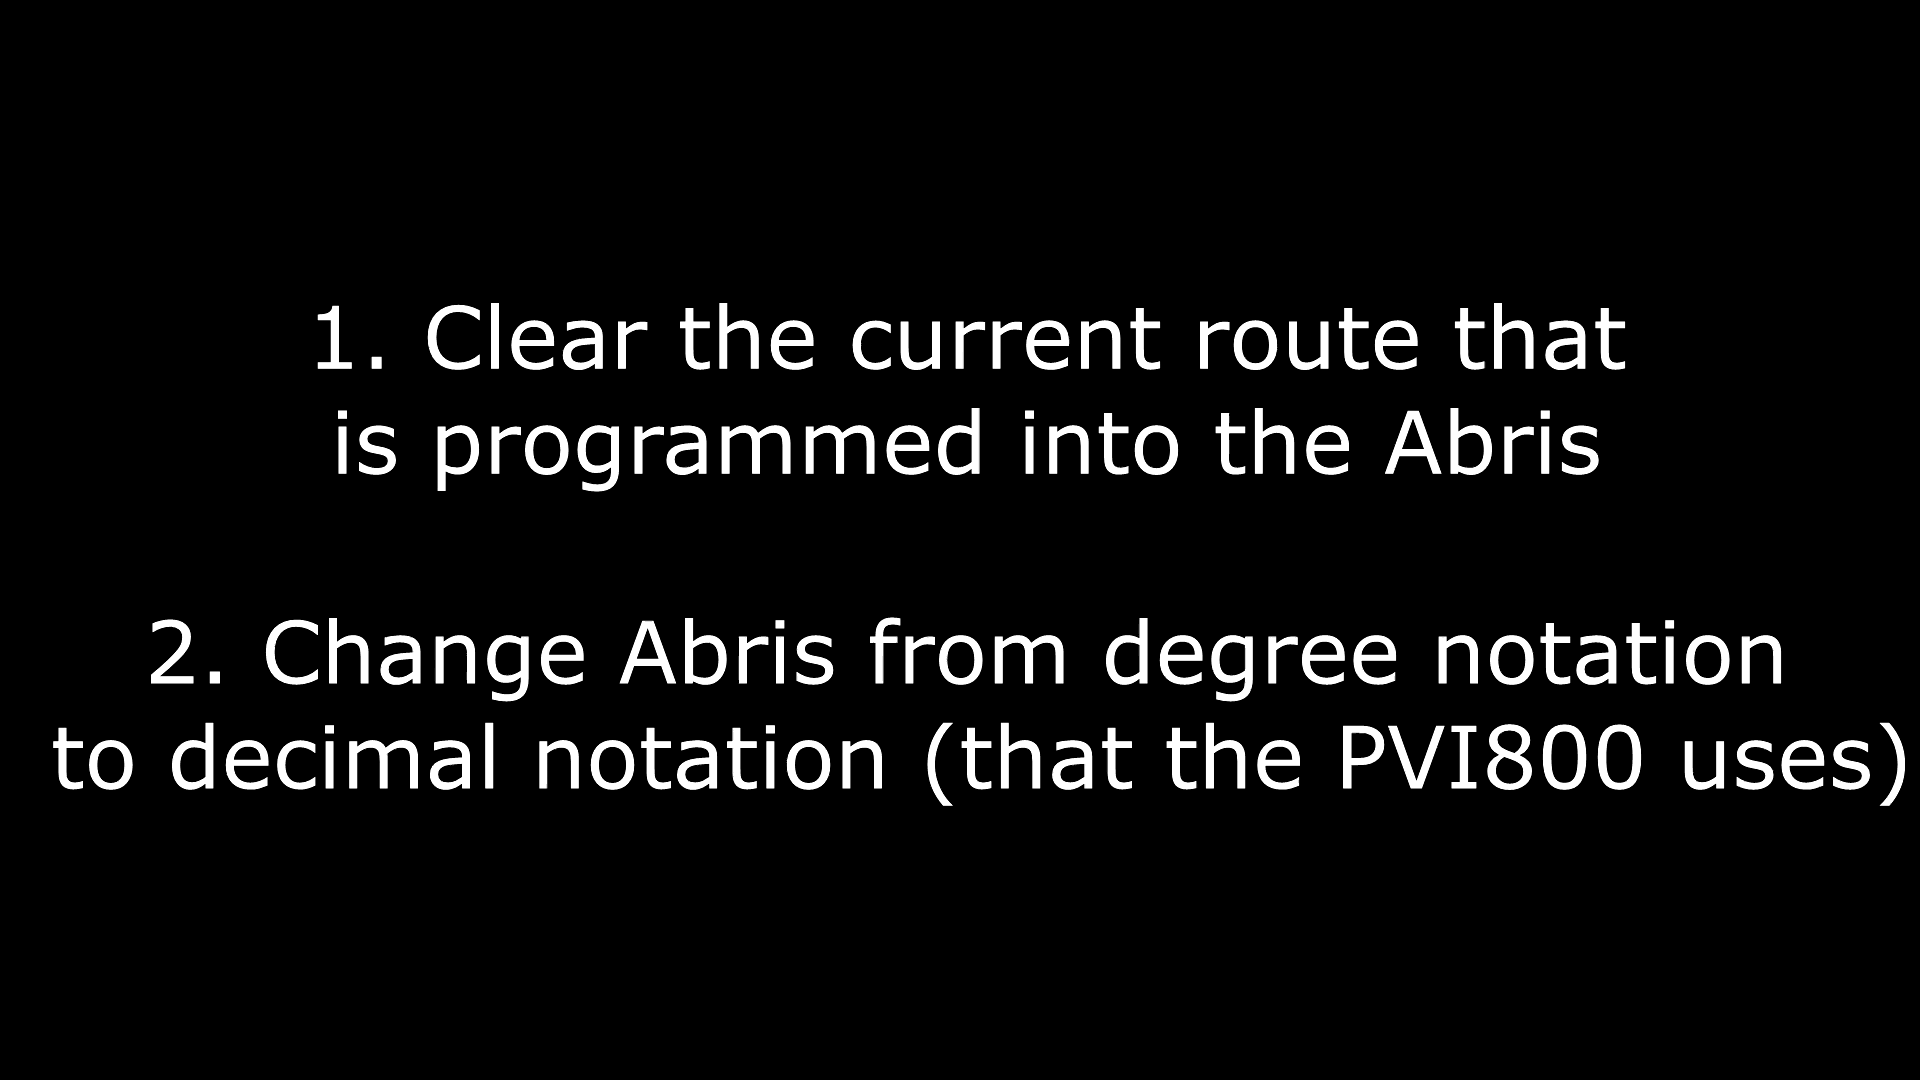 1. Clear the current route that
is programmed into the Abris
2. Change Abris from degree notation
to decimal notation (that the PVI800 uses)